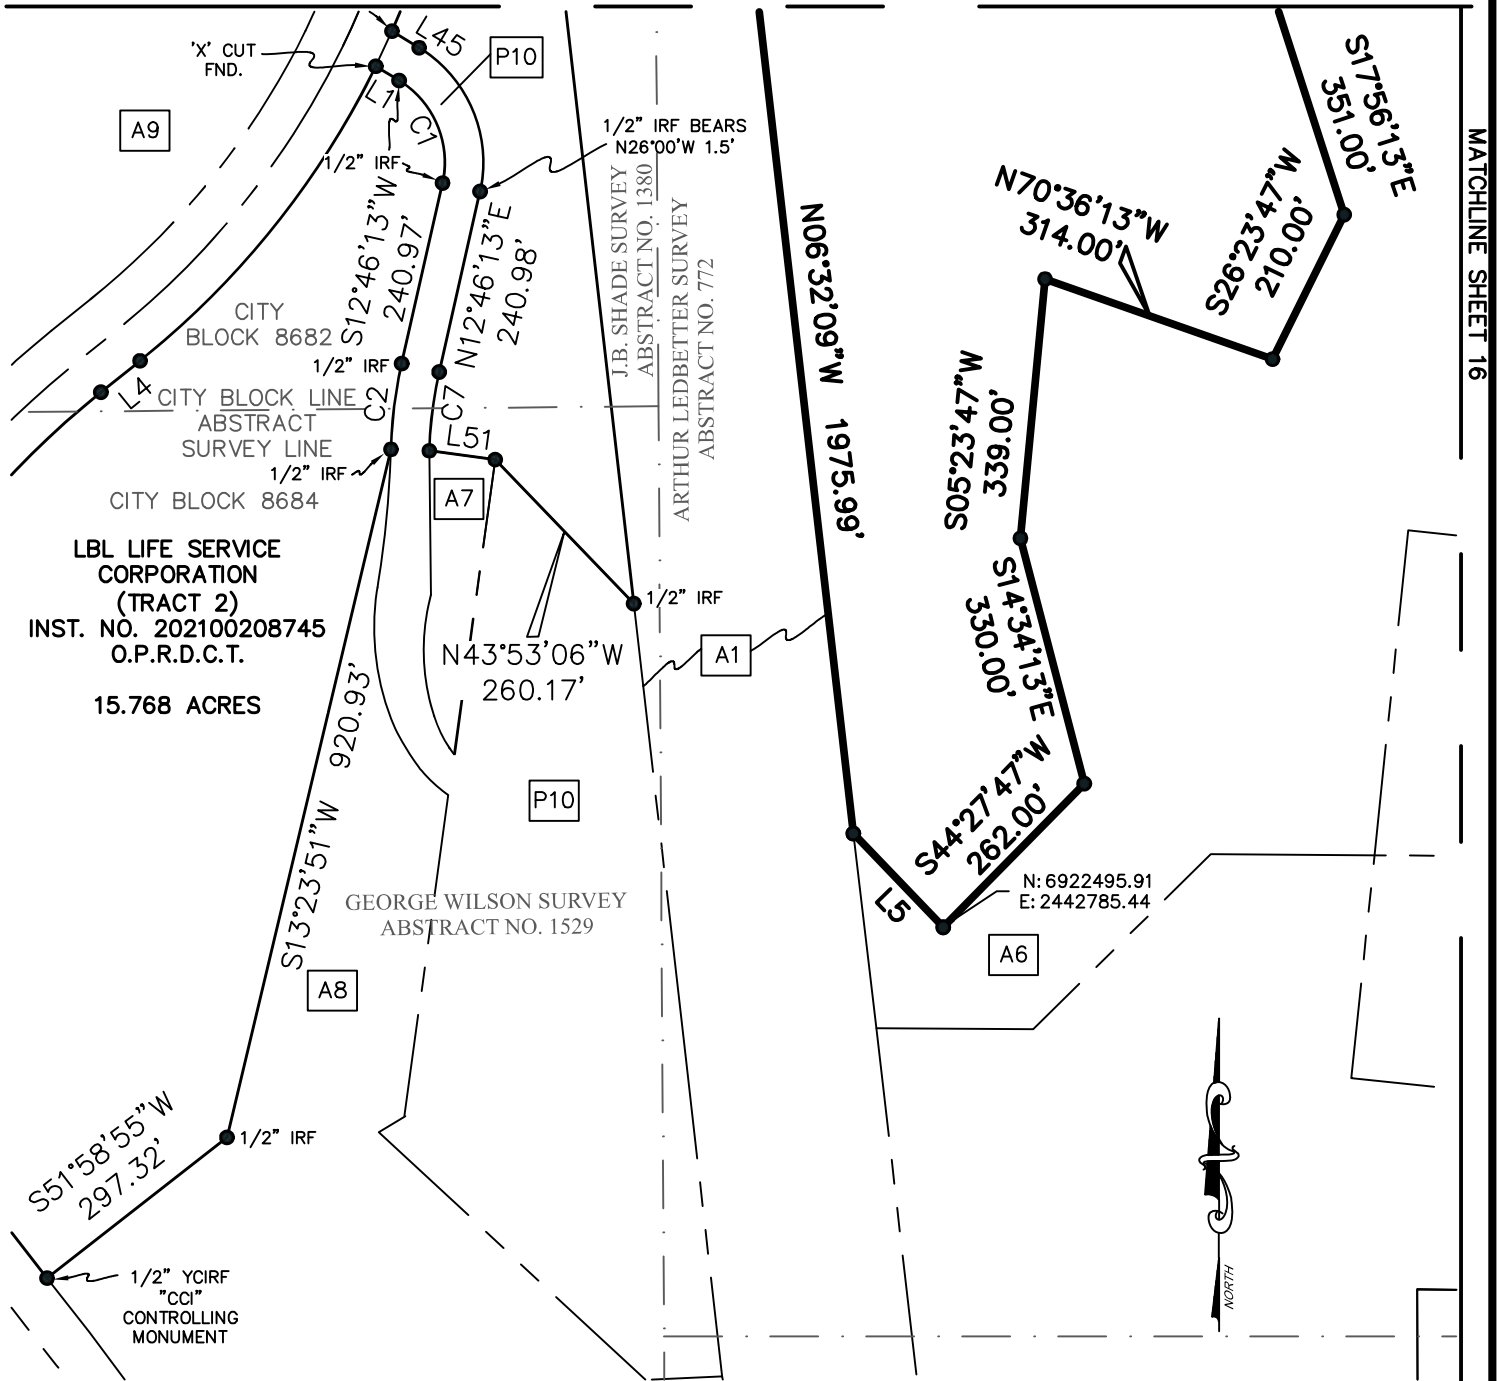 L45
'X' CUT
FND.
P10
A9
L1
C1
1/2" IRF
1/2" IRF BEARS
N26°00'W 1.5'
S17°56'13"E
351.00'
MATCHLINE SHEET 16
S12°46'13"W
240.97'
N12°46'13"E
240.98'
J.B. SHADE SURVEY
ABSTRACT NO. 1380
ARTHUR LEDBETTER SURVEY
ABSTRACT NO. 772
N06°32'09"W 1975.99'
N70°36'13"W
314.00'
S26°23'47"W
210.00'
CITY
BLOCK 8682
1/2" IRF
L4
CITY BLOCK LINE
ABSTRACT
SURVEY LINE
C2
C7
L51
1/2" IRF
CITY BLOCK 8684
A7
S05°23'47"W
339.00'
LBL LIFE SERVICE
CORPORATION
(TRACT 2)
INST. NO. 202100208745
O.P.R.D.C.T.
15.768 ACRES
1/2" IRF
N43°53'06"W
260.17'
A1
S14°34'13"E
330.00'
S13°23'51"W 920.93'
P10
S44°27'47"W
262.00'
L5
N: 6922495.91
E: 2442785.44
GEORGE WILSON SURVEY
ABSTRACT NO. 1529
A6
A8
S51°58'55"W
297.32'
1/2" IRF
1/2" YCIRF
"CCI"
CONTROLLING
MONUMENT
NORTH